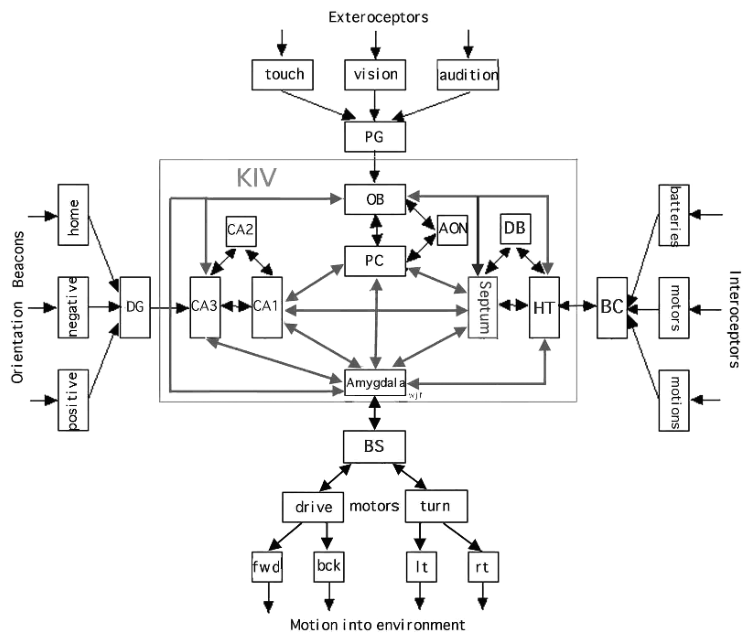 Exteroceptors
touch
vision
audition
PG
KIV
OB
AON
PC
CA2
CA3
CA1
DG
DB
Septum
HT
BC
Amygdala
wjf
home
negative
positive
Orientation Beacons
batteries
motors
motions
Interoceptors
BS
drive
motors
turn
fwd
bck
lt
rt
Motion into environment